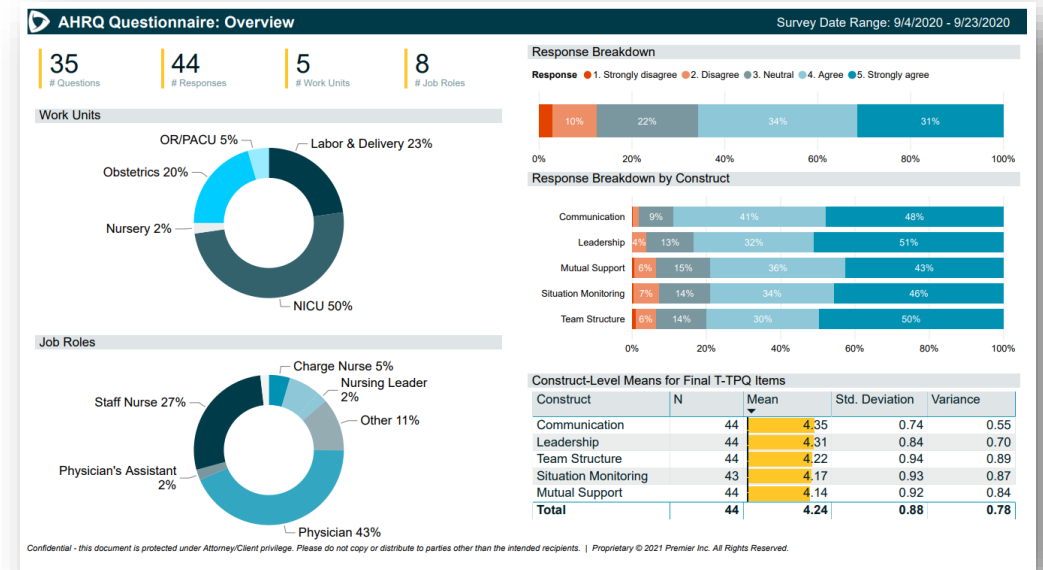 AHRQ Questionnaire: Overview
Survey Date Range: 9/4/2020 - 9/23/2020
35
# Questions
44
# Responses
5
# Work Units
8
# Job Roles
Work Units
OR/PACU 5%
Labor & Delivery 23%
Obstetrics 20%
Nursery 2%
NICU 50%
Job Roles
Charge Nurse 5%
Nursing Leader
2%
Staff Nurse 27%
Other 11%
Physician's Assistant
2%
Physician 43%
Response Breakdown
Response 1. Strongly disagree 2. Disagree 3. Neutral 4. Agree 5. Strongly agree
10% 22% 34% 31%
0% 20% 40% 60% 80% 100%
Response Breakdown by Construct
Communication 9% 41% 48%
Leadership 4% 13% 32% 51%
Mutual Support 6% 15% 36% 43%
Situation Monitoring 7% 14% 34% 46%
Team Structure 6% 14% 30% 50%
0% 20% 40% 60% 80% 100%
Construct-Level Means for Final T-TPQ Items
Construct N Mean Std. Deviation Variance
Communication 44 4.35 0.74 0.55
Leadership 44 4.31 0.84 0.70
Team Structure 44 4.22 0.94 0.89
Situation Monitoring 43 4.17 0.93 0.87
Mutual Support 44 4.14 0.92 0.84
Total 44 4.24 0.88 0.78
Confidential - this document is protected under Attorney/Client privilege. Please do not copy or distribute to parties other than the intended recipients. | Proprietary © 2021 Premier Inc. All Rights Reserved.